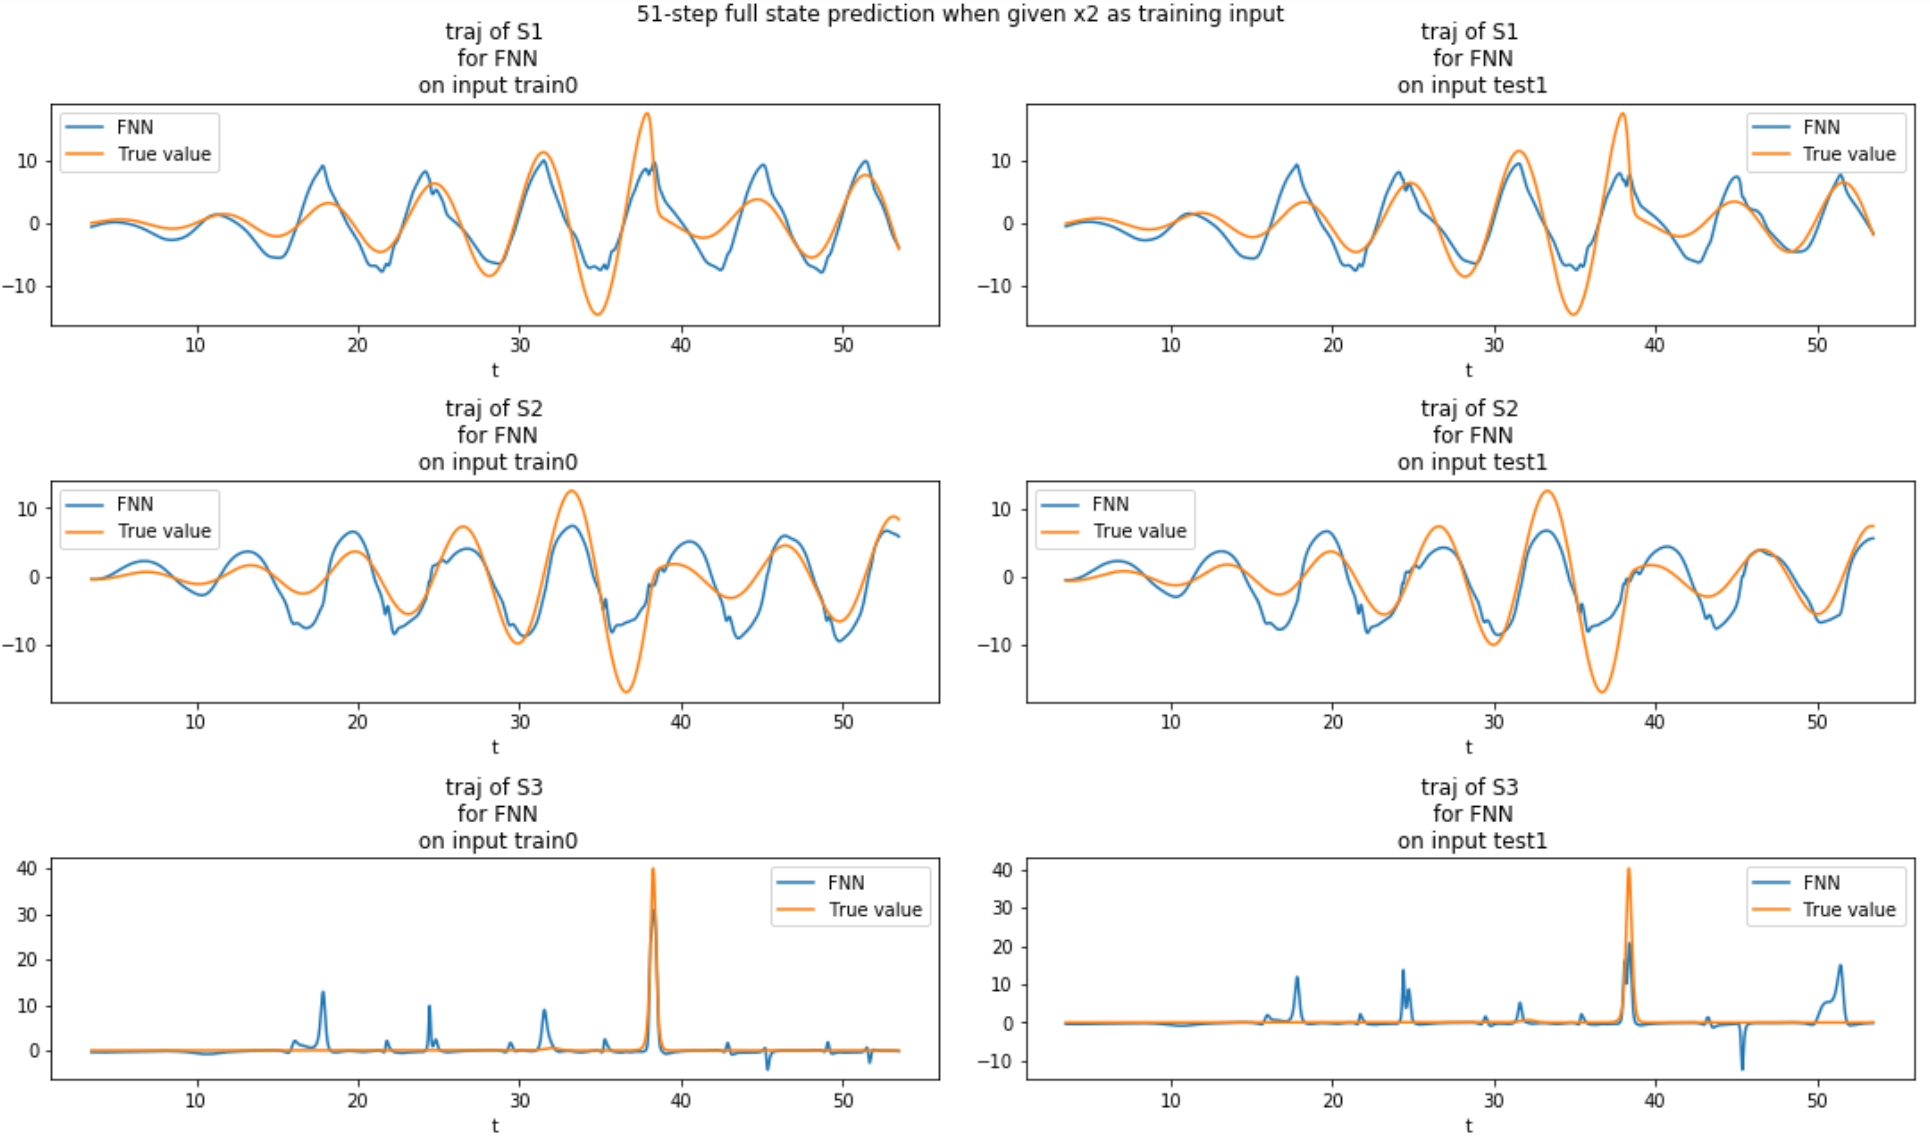 51-step full state prediction when given x2 as training input
traj of S1
for FNN
on input train0
FNN
True value
10
0
−10
10 20 30 40 50
t
traj of S1
for FNN
on input test1
FNN
True value
10
0
−10
10 20 30 40 50
t
traj of S2
for FNN
on input train0
FNN
True value
10
0
−10
10 20 30 40 50
t
traj of S2
for FNN
on input test1
FNN
True value
10
0
−10
10 20 30 40 50
t
traj of S3
for FNN
on input train0
FNN
True value
40
30
20
10
0
10 20 30 40 50
t
traj of S3
for FNN
on input test1
FNN
True value
40
30
20
10
0
−10
10 20 30 40 50
t